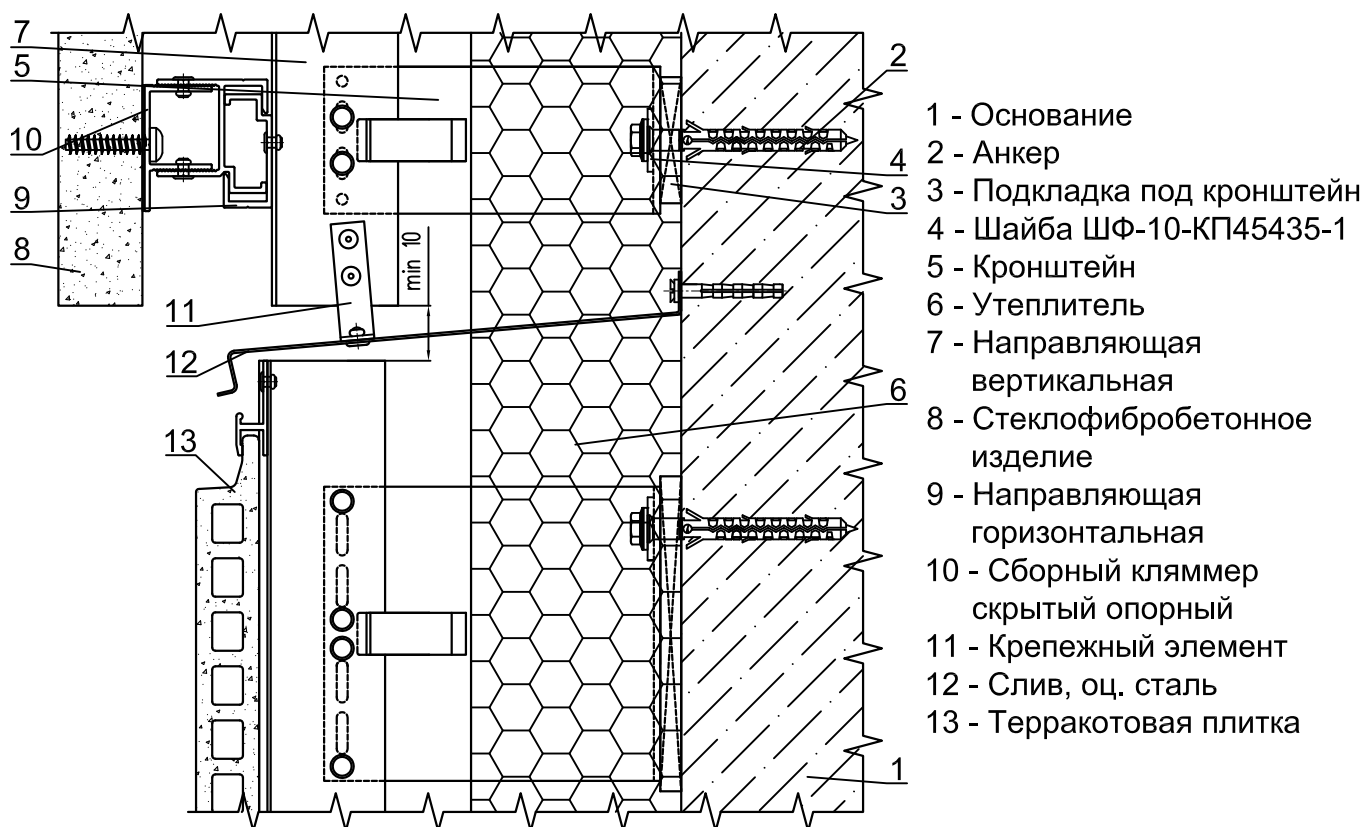 7
5
10
9
8
11
12
13
min 10
2
4
3
6
1
1 - Основание
2 - Анкер
3 - Подкладка под кронштейн
4 - Шайба ШФ-10-КП45435-1
5 - Кронштейн
6 - Утеплитель
7 - Направляющая
вертикальная
8 - Стеклофибробетонное
изделие
9 - Направляющая
горизонтальная
10 - Сборный кляммер
скрытый опорный
11 - Крепежный элемент
12 - Слив, оц. сталь
13 - Терракотовая плитка